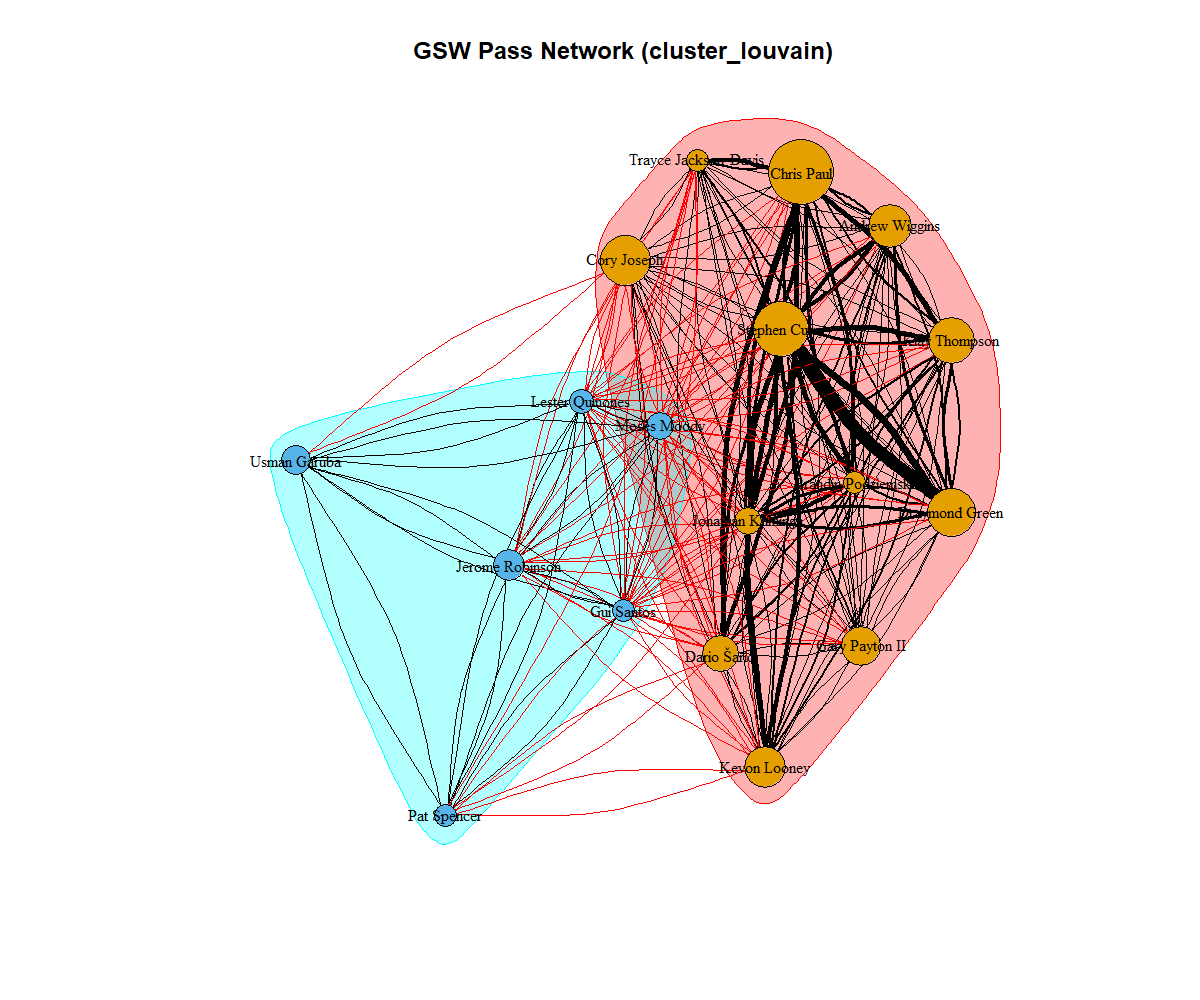 GSW Pass Network (cluster_louvain)
Trayce Jackson-Davis
Chris Paul
Andrew Wiggins
Cory Joseph
Stephen Curry
Klay Thompson
Lester Quinones
Moses Moody
Usman Garuba
Brandin Podziemski
Draymond Green
Jonathan Kuminga
Jerome Robinson
Gui Santos
Gary Payton II
Dario Šarić
Kevon Looney
Pat Spencer